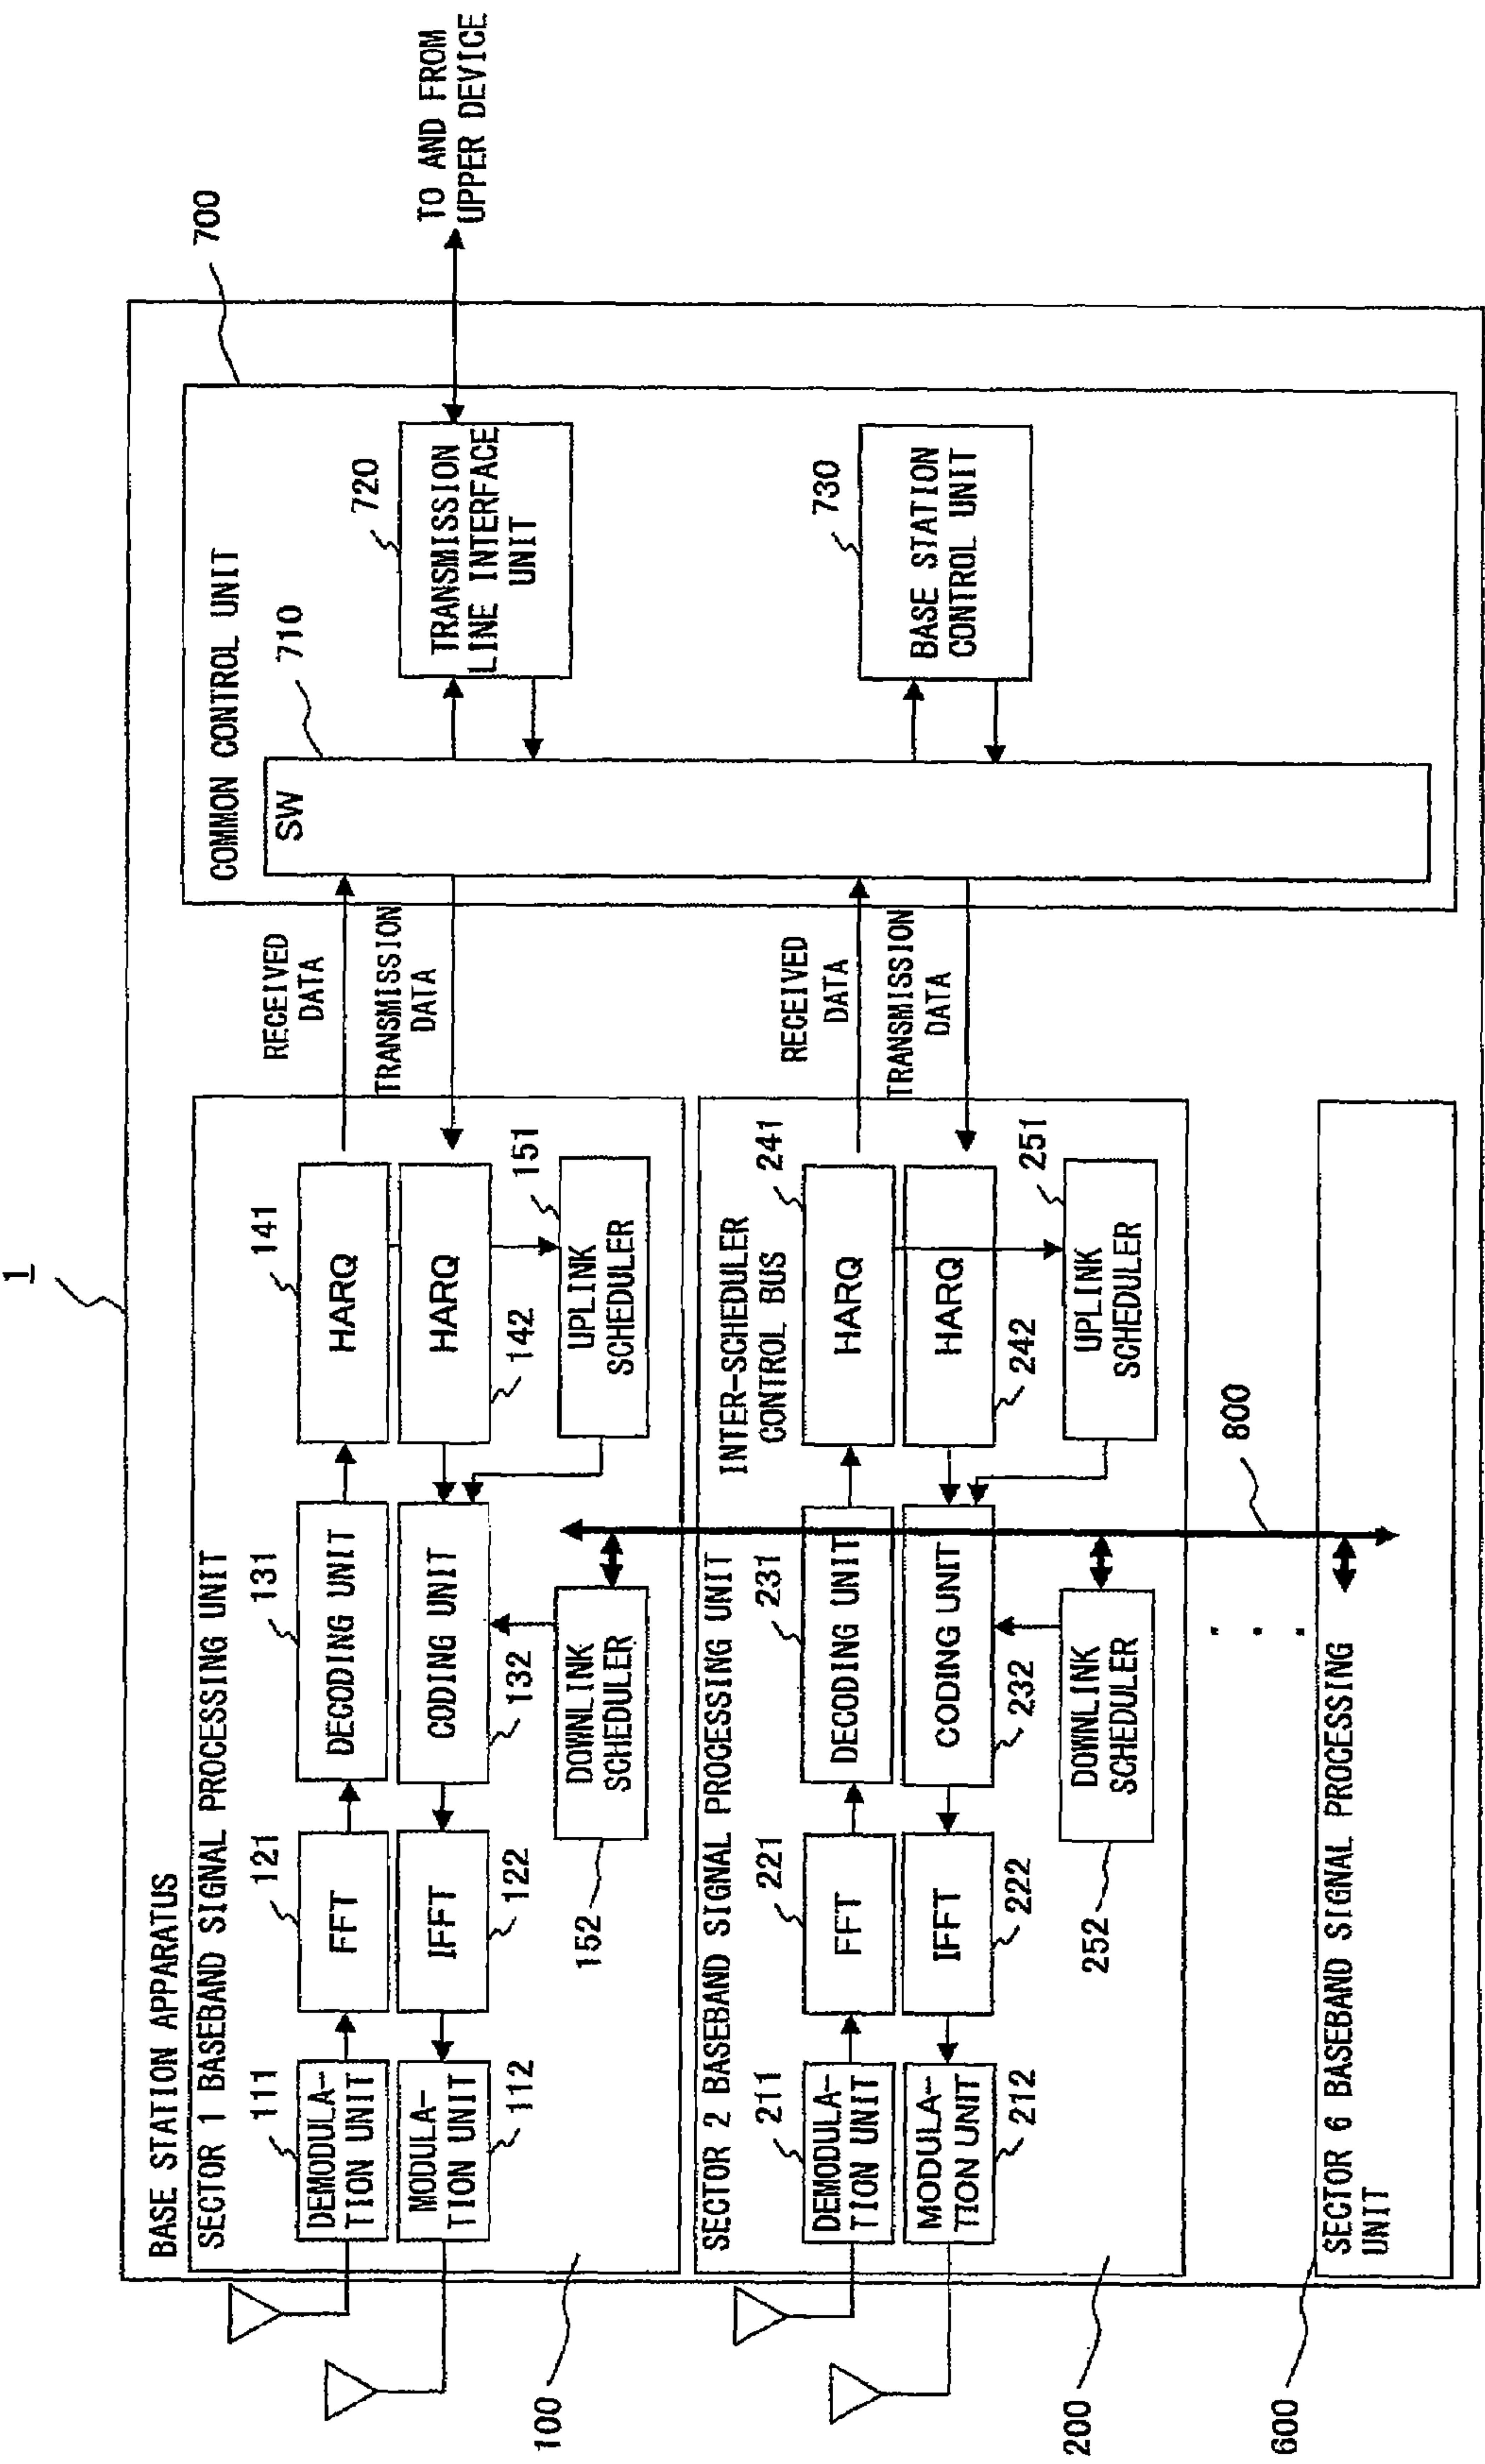 1
BASE STATION APPARATUS
SECTOR 1 BASEBAND SIGNAL PROCESSING UNIT
111
DEMODULA-
TION UNIT
121
FFT
131
DECODING UNIT
141
HARQ
MODULA-
TION UNIT
112
IFFT
122
CODING UNIT
132
HARQ
142
DOWNLINK
SCHEDULER
152
UPLINK
SCHEDULER
151
100
RECEIVED
DATA
TRANSMISSION
DATA
COMMON CONTROL UNIT
700
SW
710
720
TRANSMISSION
LINE INTERFACE
UNIT
TO AND FROM
UPPER DEVICE
730
BASE STATION
CONTROL UNIT
SECTOR 2 BASEBAND SIGNAL PROCESSING UNIT
INTER-SCHEDULER
CONTROL BUS
211
DEMODULA-
TION UNIT
221
FFT
231
DECODING UNIT
241
HARQ
MODULA-
TION UNIT
212
IFFT
222
CODING UNIT
232
HARQ
242
DOWNLINK
SCHEDULER
252
UPLINK
SCHEDULER
251
200
RECEIVED
DATA
TRANSMISSION
DATA
800
SECTOR 6 BASEBAND SIGNAL PROCESSING
UNIT
600